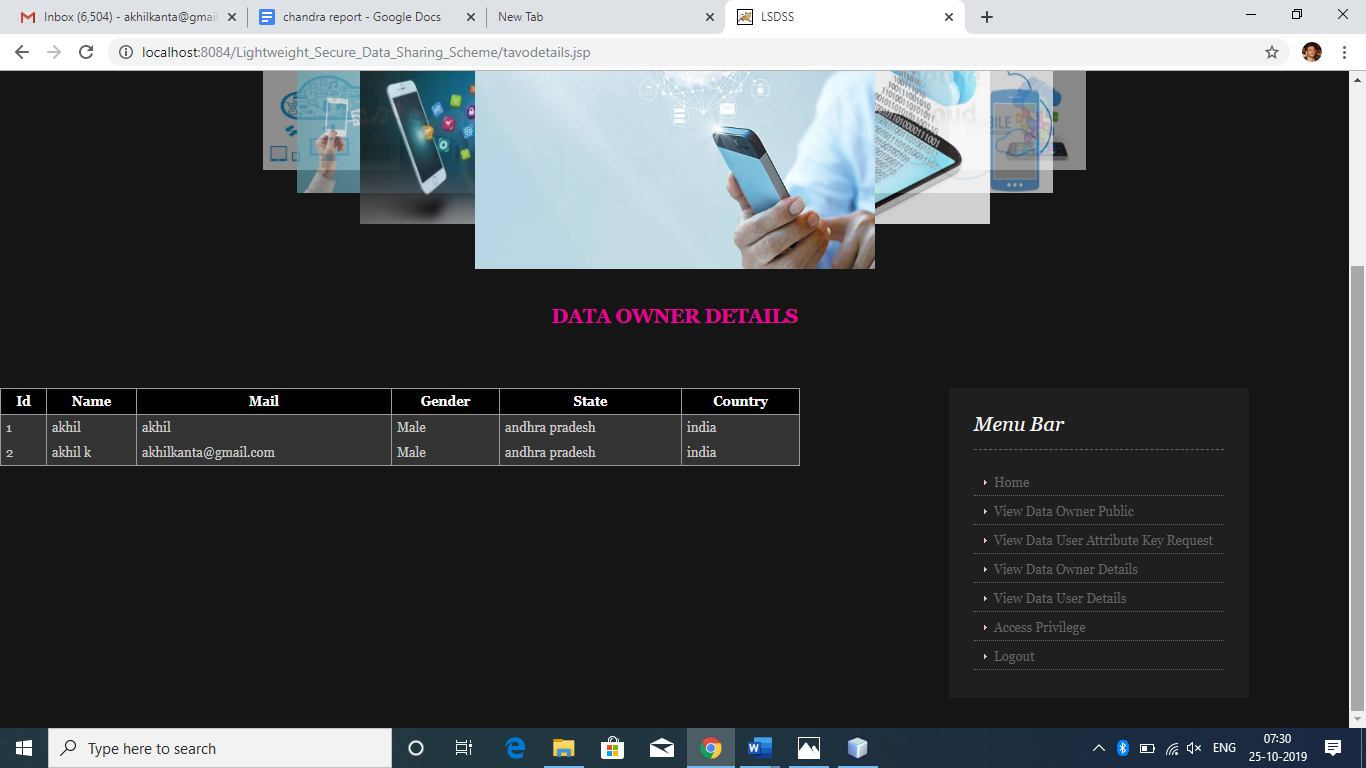 Inbox (6,504) - akhilkanta@gmai
chandra report - Google Docs
New Tab
LSDSS
localhost:8084/Lightweight_Secure_Data_Sharing_Scheme/tavodetails.jsp
DATA OWNER DETAILS
Id Name Mail Gender State Country
1 akhil akhil Male andhra pradesh india
2 akhil k akhilkanta@gmail.com Male andhra pradesh india
Menu Bar
Home
View Data Owner Public
View Data User Attribute Key Request
View Data Owner Details
View Data User Details
Access Privilege
Logout
Type here to search
ENG
07:30
25-10-2019